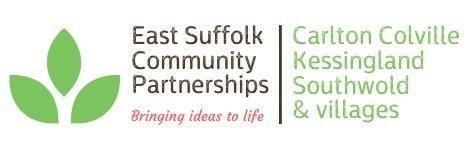 East Suffolk
Community
Partnerships
Bringing ideas to life
Carlton Colville
Kessingland
Southwold
& villages